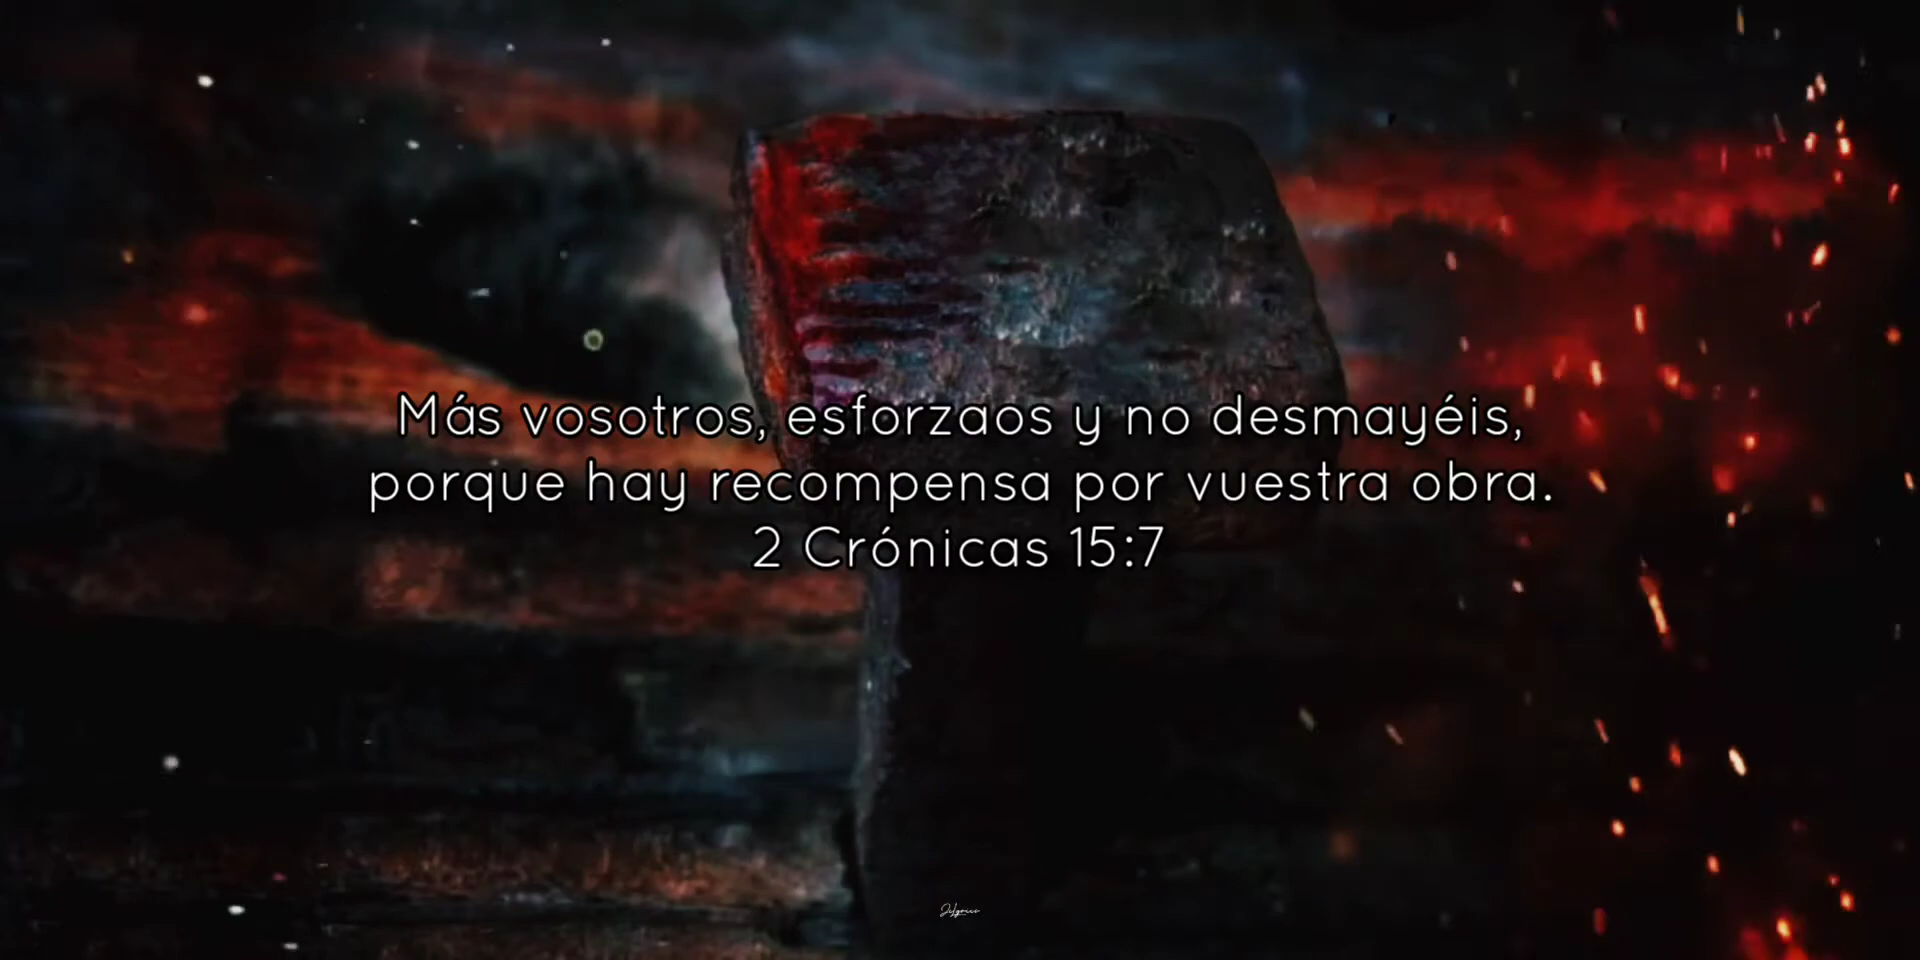 Más vosotros, esforzaos y no desmayéis,
porque hay recompensa por vuestra obra.
2 Crónicas 15:7